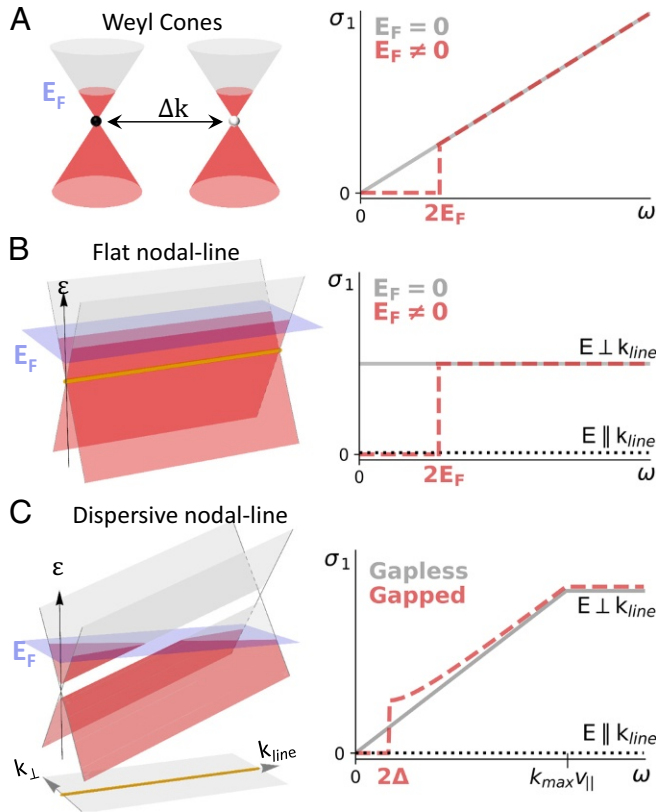 A
Weyl Cones
E_F
Δk
σ₁
E_F = 0
E_F ≠ 0
0
0
2E_F
ω
B
Flat nodal-line
ε
E_F
σ₁
E_F = 0
E_F ≠ 0
E ⊥ k_line
E ∥ k_line
0
0
2E_F
ω
C
Dispersive nodal-line
ε
E_F
k_⊥
k_line
σ₁
Gapless
Gapped
E ⊥ k_line
E ∥ k_line
0
0
2Δ
k_max v_||
ω